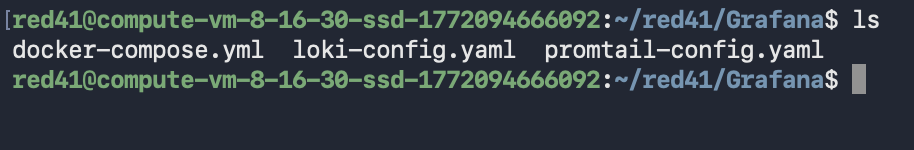 [red41@compute-vm-8-16-30-ssd-1772094666092:~/red41/Grafana$ ls
docker-compose.yml  loki-config.yaml  promtail-config.yaml
red41@compute-vm-8-16-30-ssd-1772094666092:~/red41/Grafana$